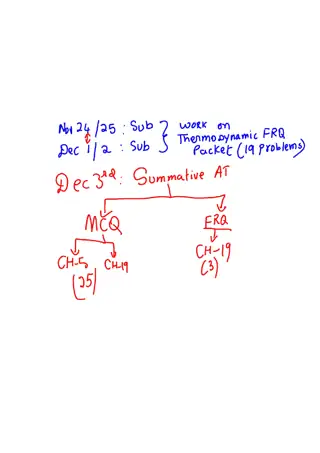 Nov 24/25 : Sub } Work on
Dec 1/2 : Sub } Thermodynamic FRQ
Packet (19 problems)
Dec 3rd : Summative AT
MCQ FRQ
CH-5 CH-19 CH-19
(25) (3)